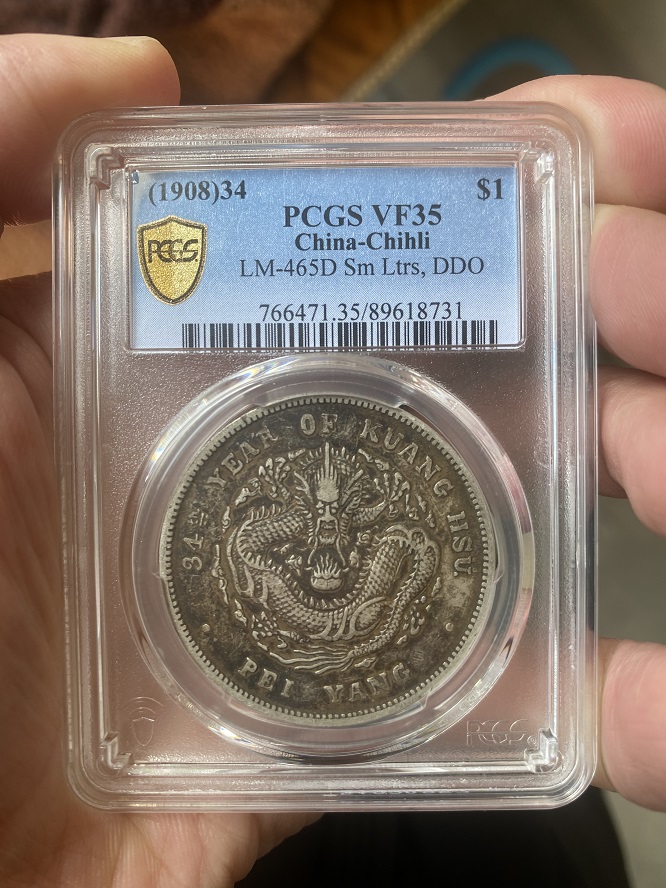 (1908)34 $1
PCGS VF35
China-Chihli
LM-465D Sm Ltrs, DDO
766471.35/89618731
PCGS
34TH YEAR OF KUANG HSU
PEI YANG
PCGS